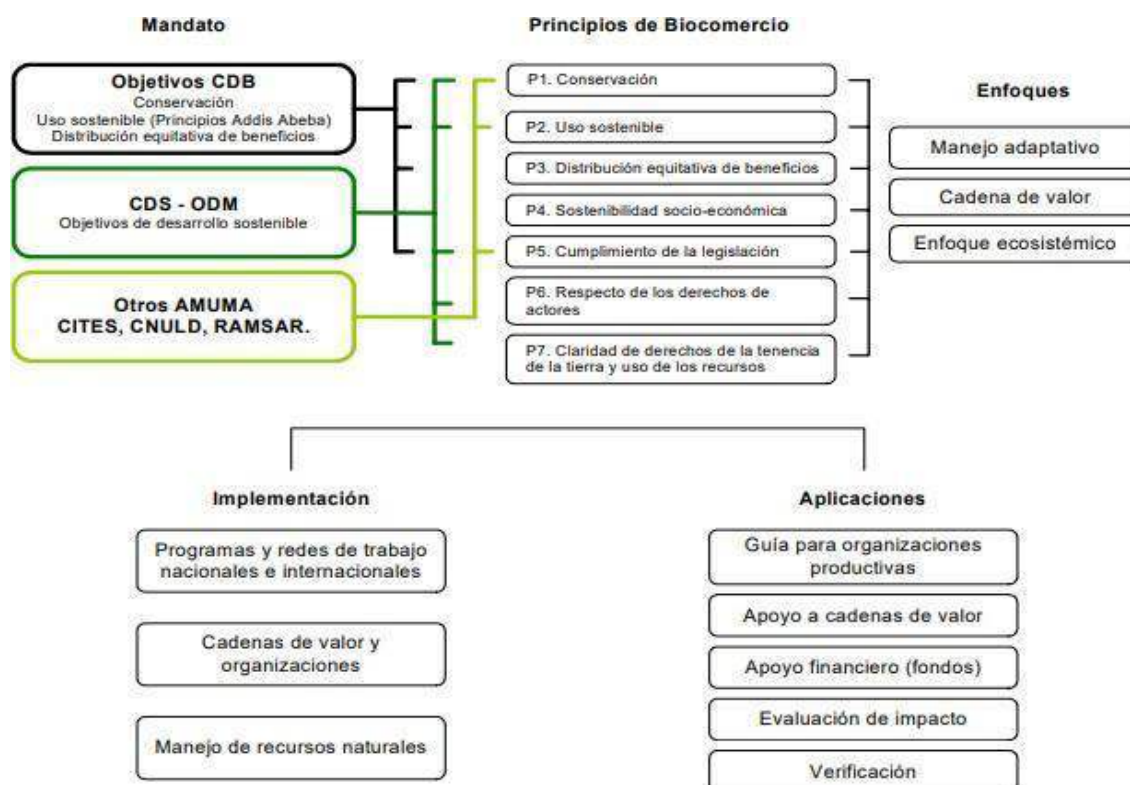 Mandato
Objetivos CDB
Conservación
Uso sostenible (Principios Addis Abeba)
Distribución equitativa de beneficios
CDS - ODM
Objetivos de desarrollo sostenible
Otros AMUMA
CITES, CNULD, RAMSAR.
Principios de Biocomercio
P1. Conservación
P2. Uso sostenible
P3. Distribución equitativa de beneficios
P4. Sostenibilidad socio-económica
P5. Cumplimiento de la legislación
P6. Respecto de los derechos de
actores
P7. Claridad de derechos de la tenencia
de la tierra y uso de los recursos
Enfoques
Manejo adaptativo
Cadena de valor
Enfoque ecosistémico
Implementación
Programas y redes de trabajo
nacionales e internacionales
Cadenas de valor y
organizaciones
Manejo de recursos naturales
Aplicaciones
Guía para organizaciones
productivas
Apoyo a cadenas de valor
Apoyo financiero (fondos)
Evaluación de impacto
Verificación